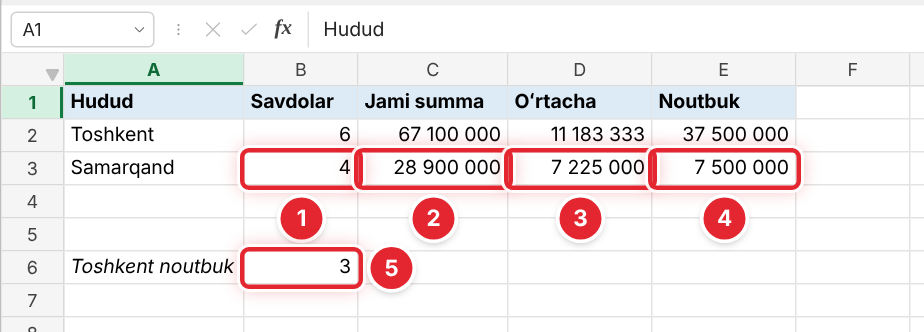 A1 fx Hudud
A B C D E F
1 Hudud Savdolar Jami summa Oʻrtacha Noutbuk
2 Toshkent 6 67 100 000 11 183 333 37 500 000
3 Samarqand 4 28 900 000 7 225 000 7 500 000
4 1 2 3 4
5
6 Toshkent noutbuk 3 5
7
8